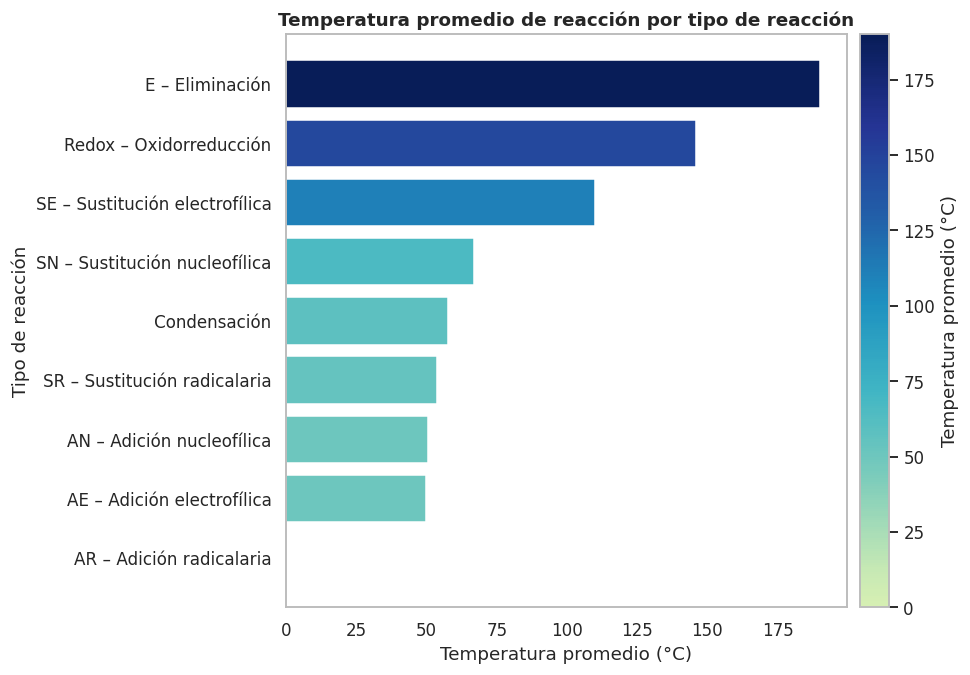 Temperatura promedio de reacción por tipo de reacción
E – Eliminación
Redox – Oxidorreducción
SE – Sustitución electrofílica
SN – Sustitución nucleofílica
Condensación
SR – Sustitución radicalaria
AN – Adición nucleofílica
AE – Adición electrofílica
AR – Adición radicalaria
Tipo de reacción
0 25 50 75 100 125 150 175
Temperatura promedio (°C)
175
150
125
100
75
50
25
0
Temperatura promedio (°C)